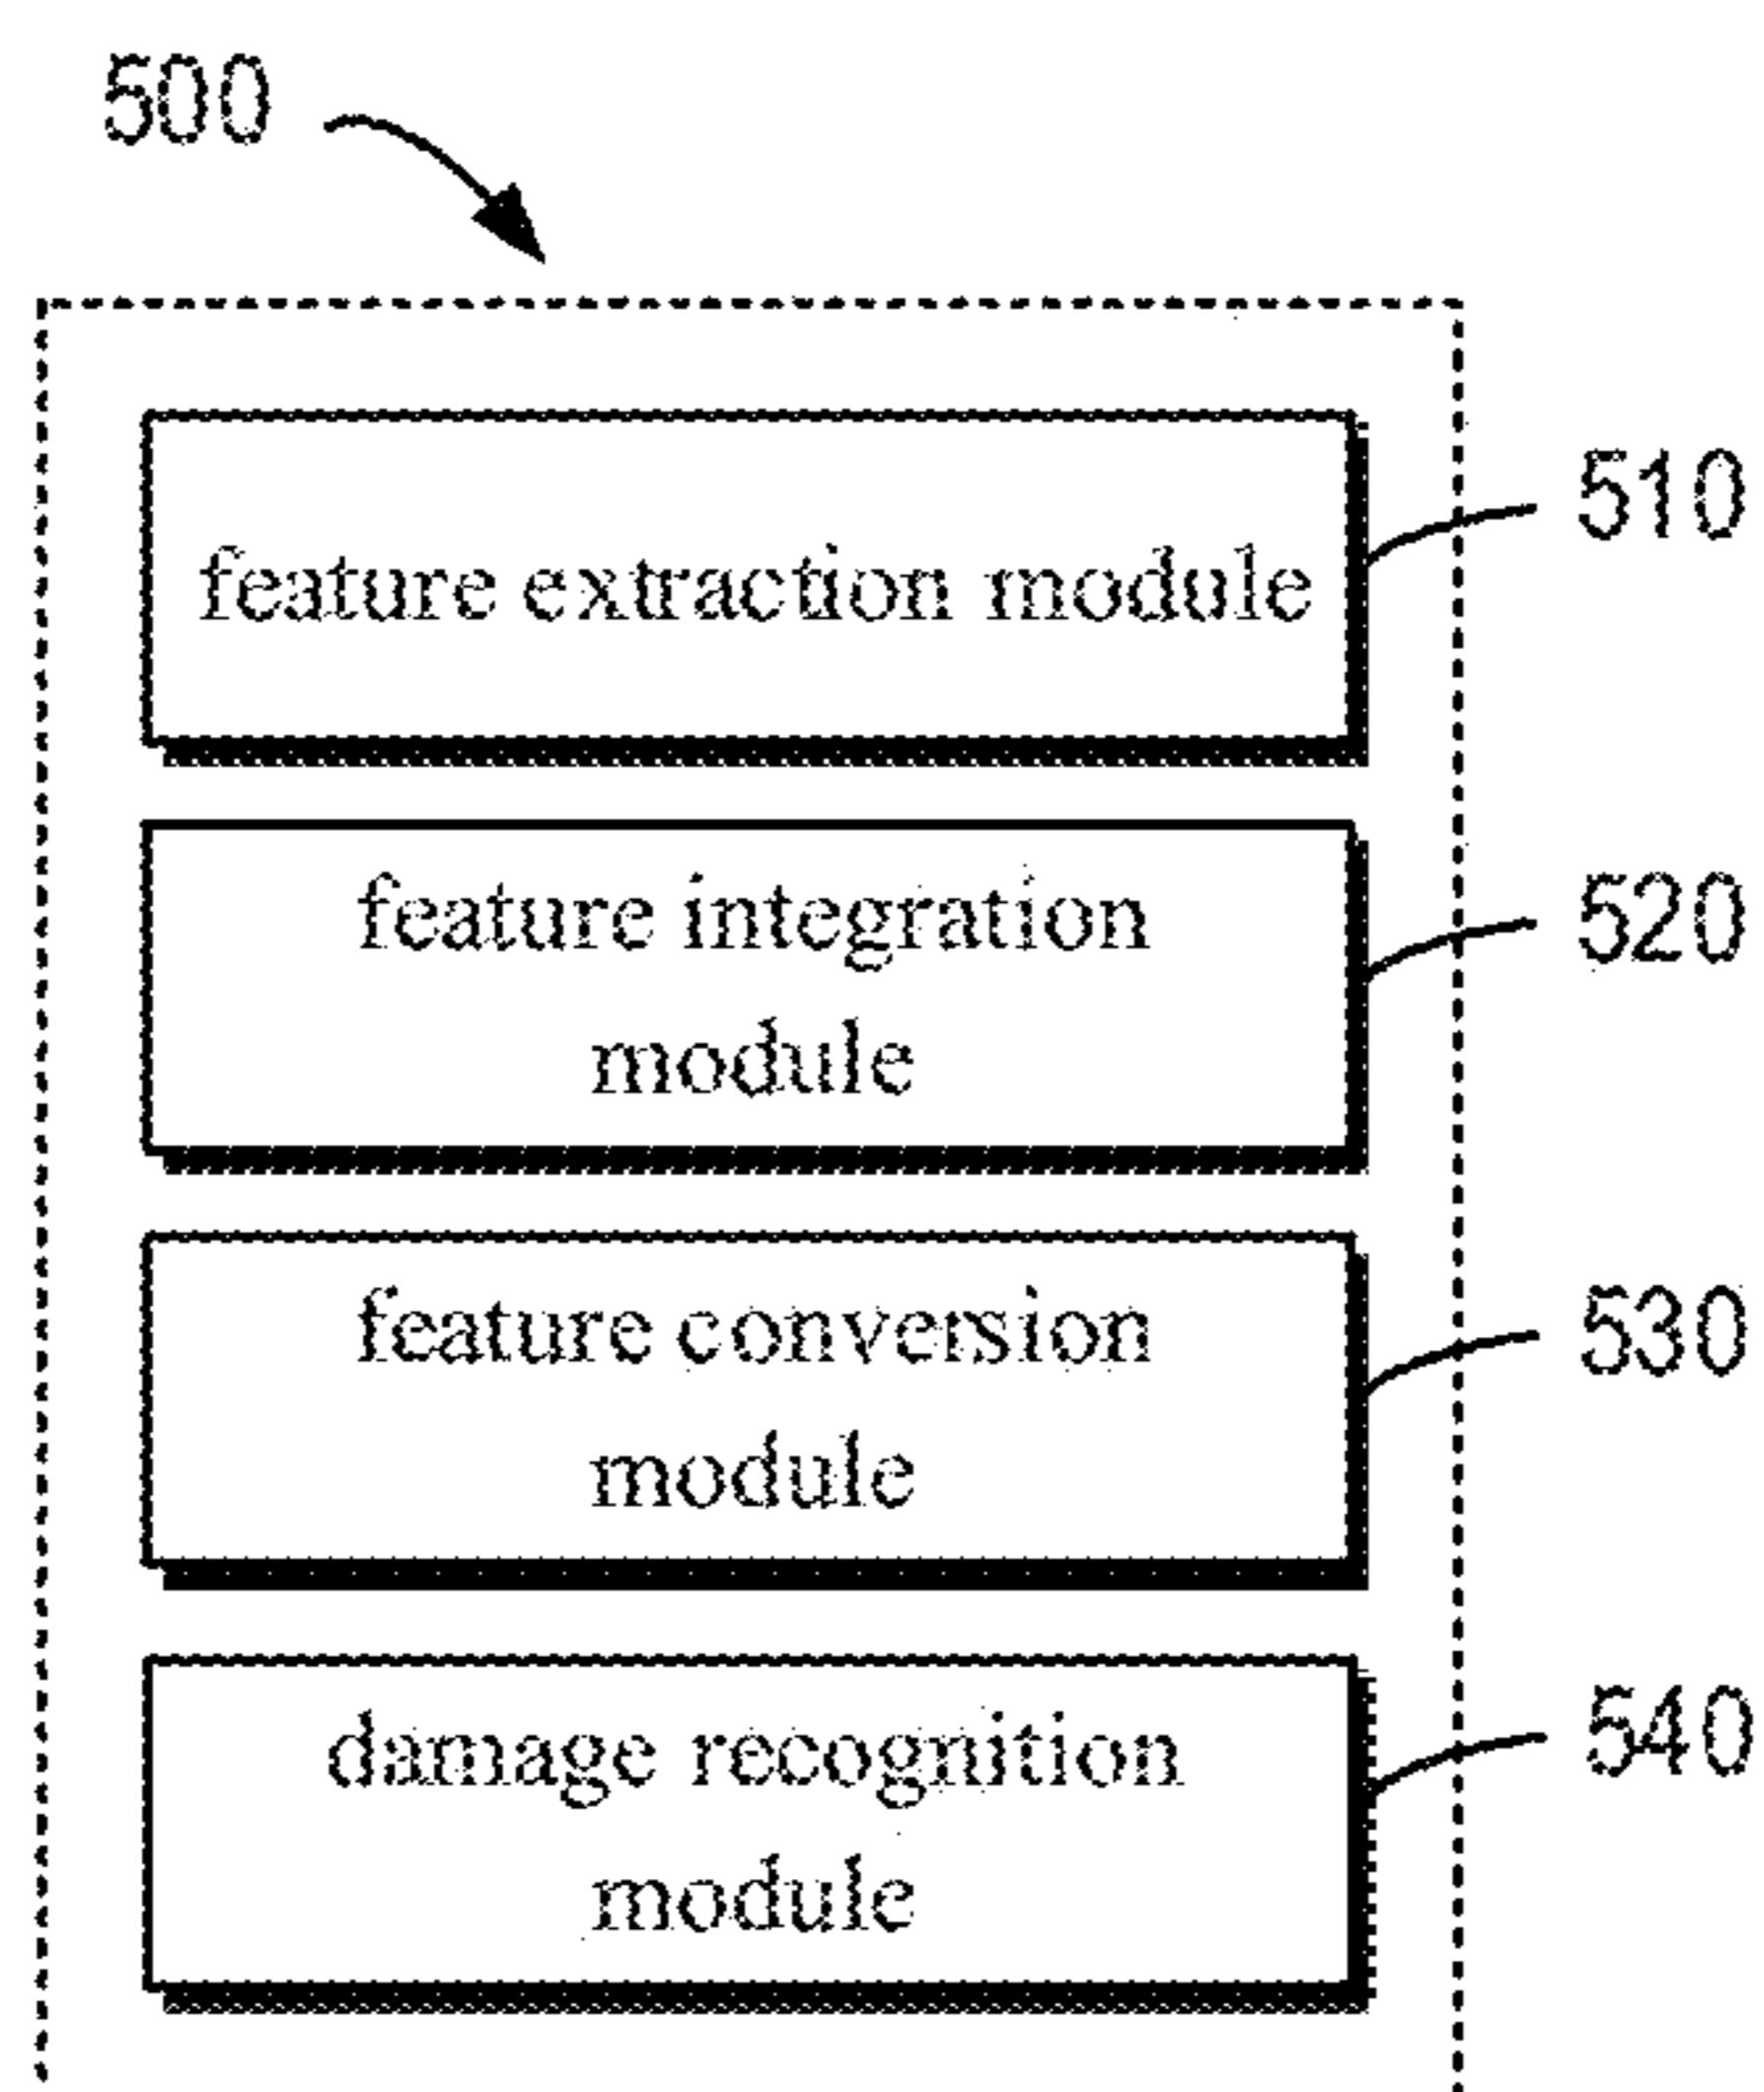 500
feature extraction module
510
feature integration
module
520
feature conversion
module
530
damage recognition
module
540